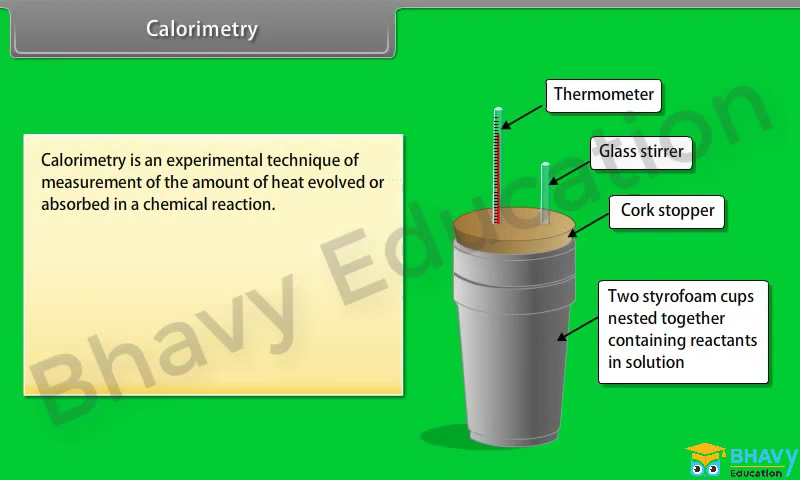 Calorimetry
Calorimetry is an experimental technique of
measurement of the amount of heat evolved or
absorbed in a chemical reaction.
Thermometer
Glass stirrer
Cork stopper
Two styrofoam cups
nested together
containing reactants
in solution
Bhavy Education
BHAVY
Education